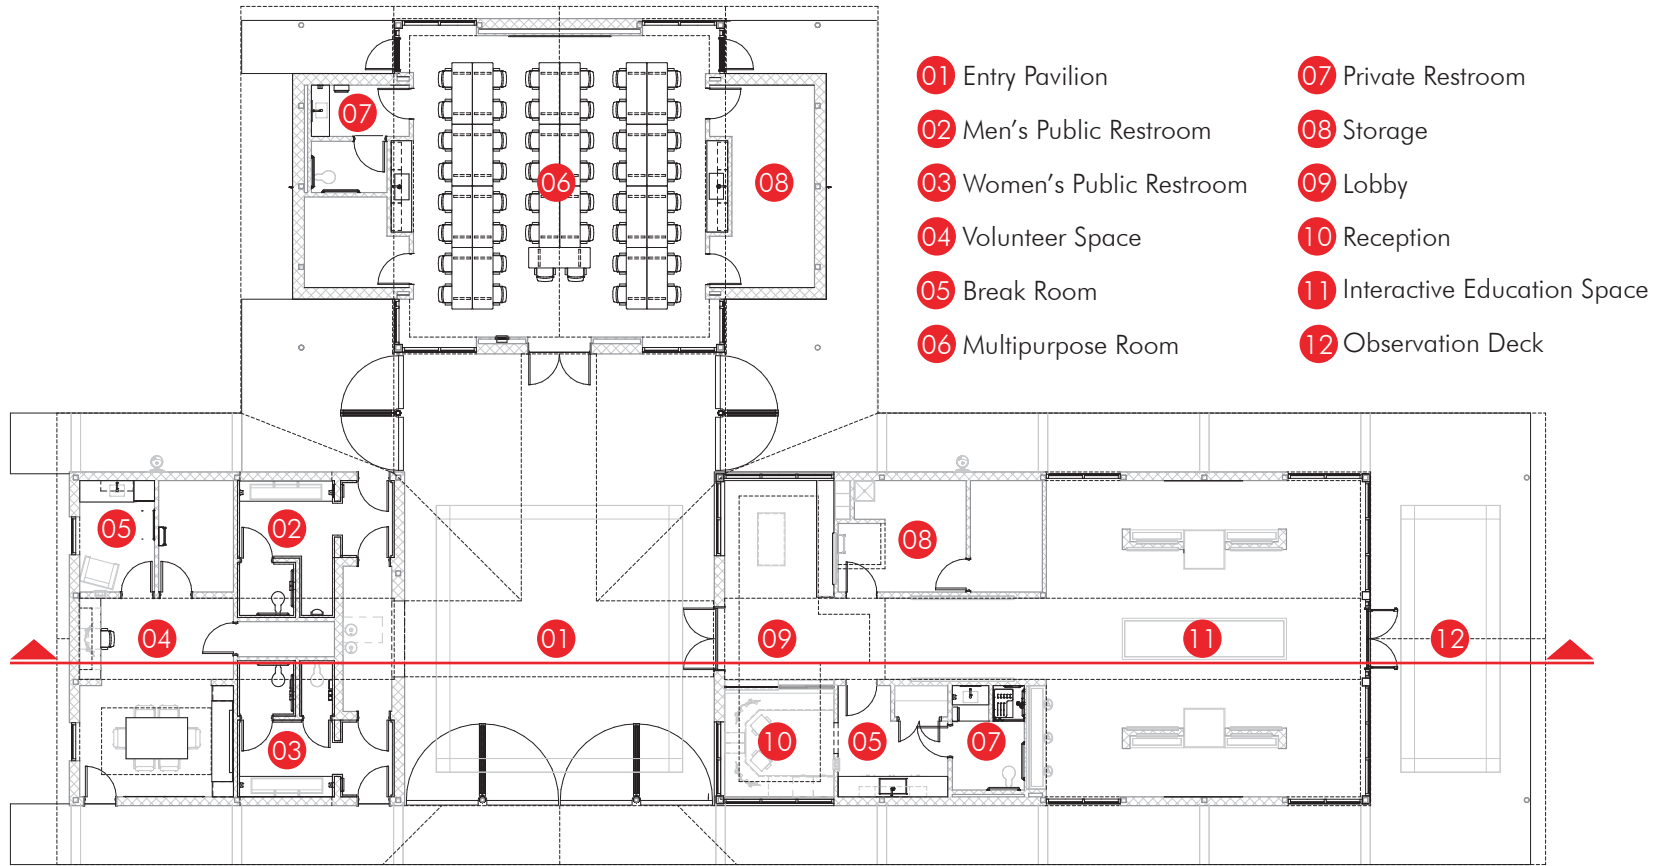 01 Entry Pavilion
02 Men's Public Restroom
03 Women's Public Restroom
04 Volunteer Space
05 Break Room
06 Multipurpose Room
07 Private Restroom
08 Storage
09 Lobby
10 Reception
11 Interactive Education Space
12 Observation Deck
07
06
08
05
02
08
04
01
09
11
12
03
10
05
07